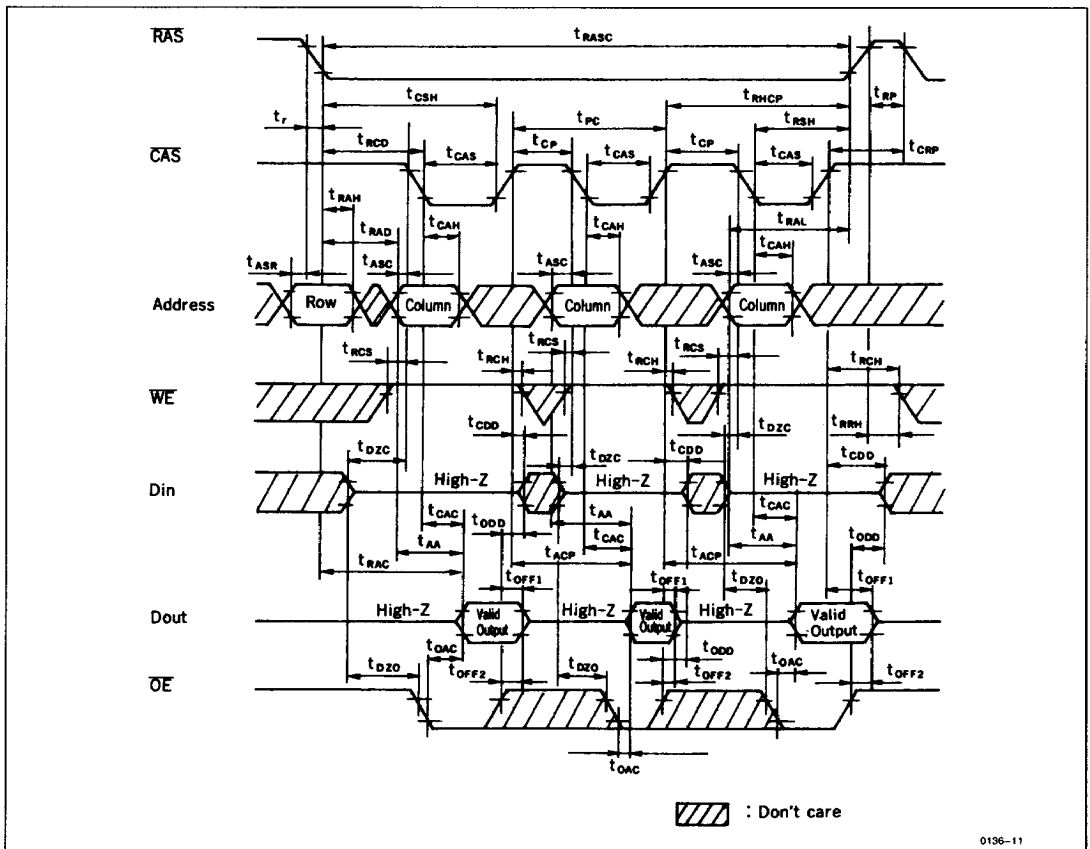 RAS
tRASC
tCSH
tRHCP
tRP
tr
tPC
tRSH
tRCD
tCP
tCP
tCRP
CAS
tCAS
tCAS
tCAS
tRAH
tCAH
tCAH
tRAL
tRAD
tCAH
tASR
tASC
tASC
tASC
Address
Row
Column
Column
Column
tRCS
tRCH
tRCS
tRCH
tRCS
tRCH
WE
tCDD
tDZC
tRRH
tDZC
tDZC
tCDD
tCDD
Din
High-Z
High-Z
High-Z
tCAC
tODD
tAA
tCAC
tAA
tCAC
tAA
tODD
tRAC
tACP
tACP
tOFF1
tOFF1
tDZO
tOFF1
High-Z
High-Z
High-Z
Dout
Valid Output
Valid Output
Valid Output
tOAC
tODD
tOAC
tDZO
tOFF2
tDZO
tOFF2
tOFF2
OE
tOAC
: Don't care
0136-11